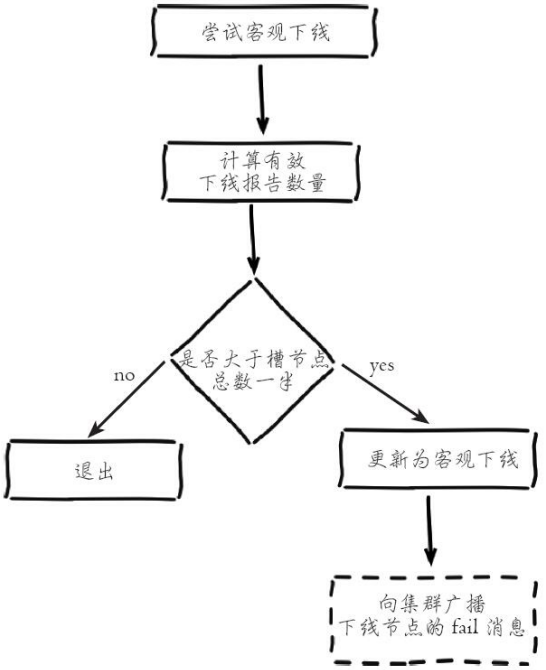 尝试客观下线
计算有效
下线报告数量
是否大于槽节点
总数一半
no
yes
退出
更新为客观下线
向集群广播
下线节点的 fail 消息